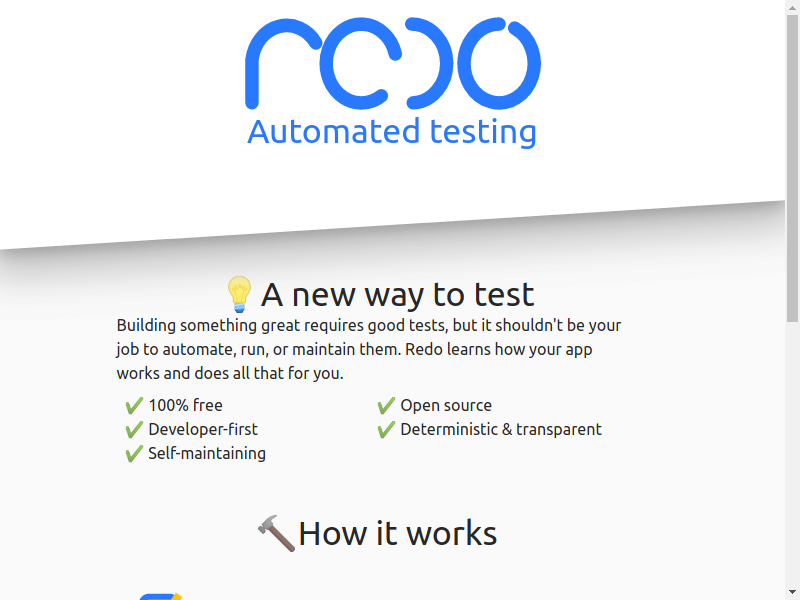 redo
Automated testing
A new way to test
Building something great requires good tests, but it shouldn't be your
job to automate, run, or maintain them. Redo learns how your app
works and does all that for you.
100% free
Open source
Developer-first
Deterministic & transparent
Self-maintaining
How it works